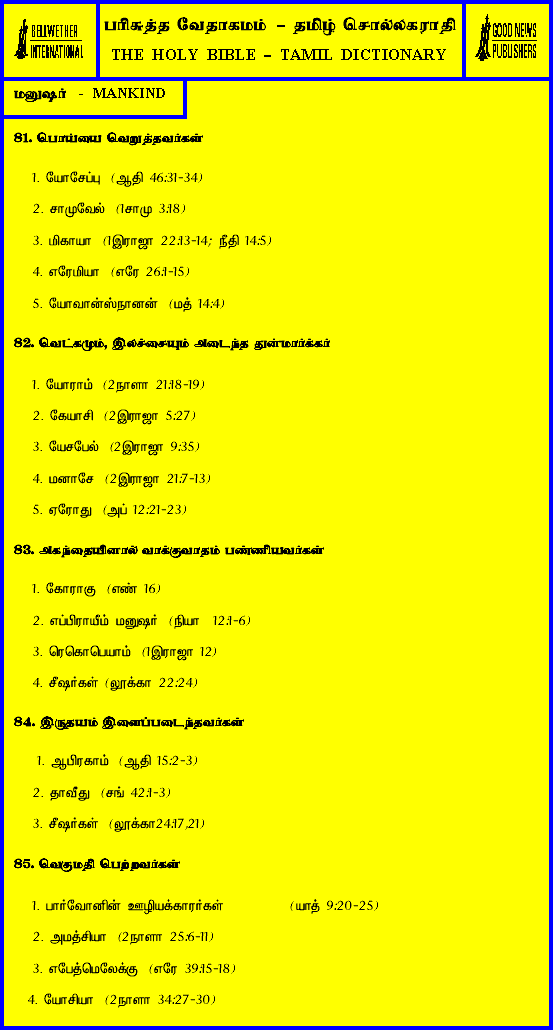 BELLWETHER
INTERNATIONAL
பரிசுத்த வேதாகமம் – தமிழ் சொல்லகராதி
THE HOLY BIBLE – TAMIL DICTIONARY
GOOD NEWS
PUBLISHERS
மனுஷர் - MANKIND
81. பொய்யை வெறுத்தவர்கள்
1. யோசேப்பு (ஆதி 46:31-34)
2. சாமுவேல் (1சாமு 3:18)
3. மிகாயா (1இராஜா 22:13-14; நீதி 14:5)
4. எரேமியா (எரே 26:1-15)
5. யோவான்ஸ்நானன் (மத் 14:4)
82. வெட்கமும், இலச்சையும் அடைந்த துன்மார்க்கர்
1. யோராம் (2நாளா 21:18-19)
2. கேயாசி (2இராஜா 5:27)
3. யேசபேல் (2இராஜா 9:35)
4. மனாசே (2இராஜா 21:7-13)
5. ஏரோது (அப் 12:21-23)
83. அகந்தையினால் வாக்குவாதம் பண்ணியவர்கள்
1. கோராகு (எண் 16)
2. எப்பிராயீம் மனுஷர் (நியா 12:1-6)
3. ரெகொபெயாம் (1இராஜா 12)
4. சீஷர்கள் (லூக்கா 22:24)
84. இருதயம் இளைப்படைந்தவர்கள்
1. ஆபிரகாம் (ஆதி 15:2-3)
2. தாவீது (சங் 42:1-3)
3. சீஷர்கள் (லூக்கா24:17,21)
85. வெகுமதி பெற்றவர்கள்
1. பார்வோனின் ஊழியக்காரர்கள் (யாத் 9:20-25)
2. அமத்சியா (2நாளா 25:6-11)
3. எபேத்மெலேக்கு (எரே 39:15-18)
4. யோசியா (2நாளா 34:27-30)